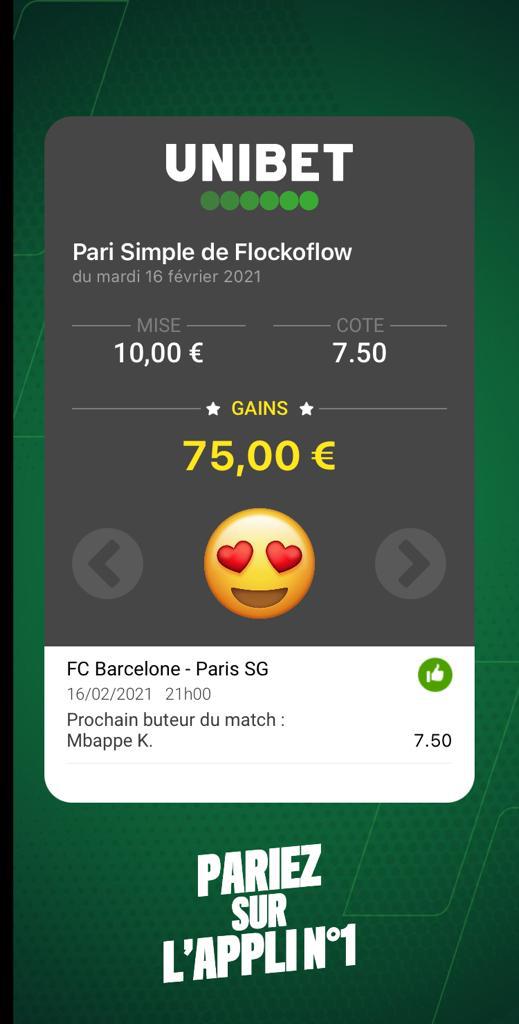 UNIBET
Pari Simple de Flockoflow
du mardi 16 février 2021
MISE COTE
10,00 € 7.50
GAINS
75,00 €
FC Barcelone - Paris SG
16/02/2021 21h00
Prochain buteur du match :
Mbappe K. 7.50
PARIEZ
SUR
L'APPLI N°1